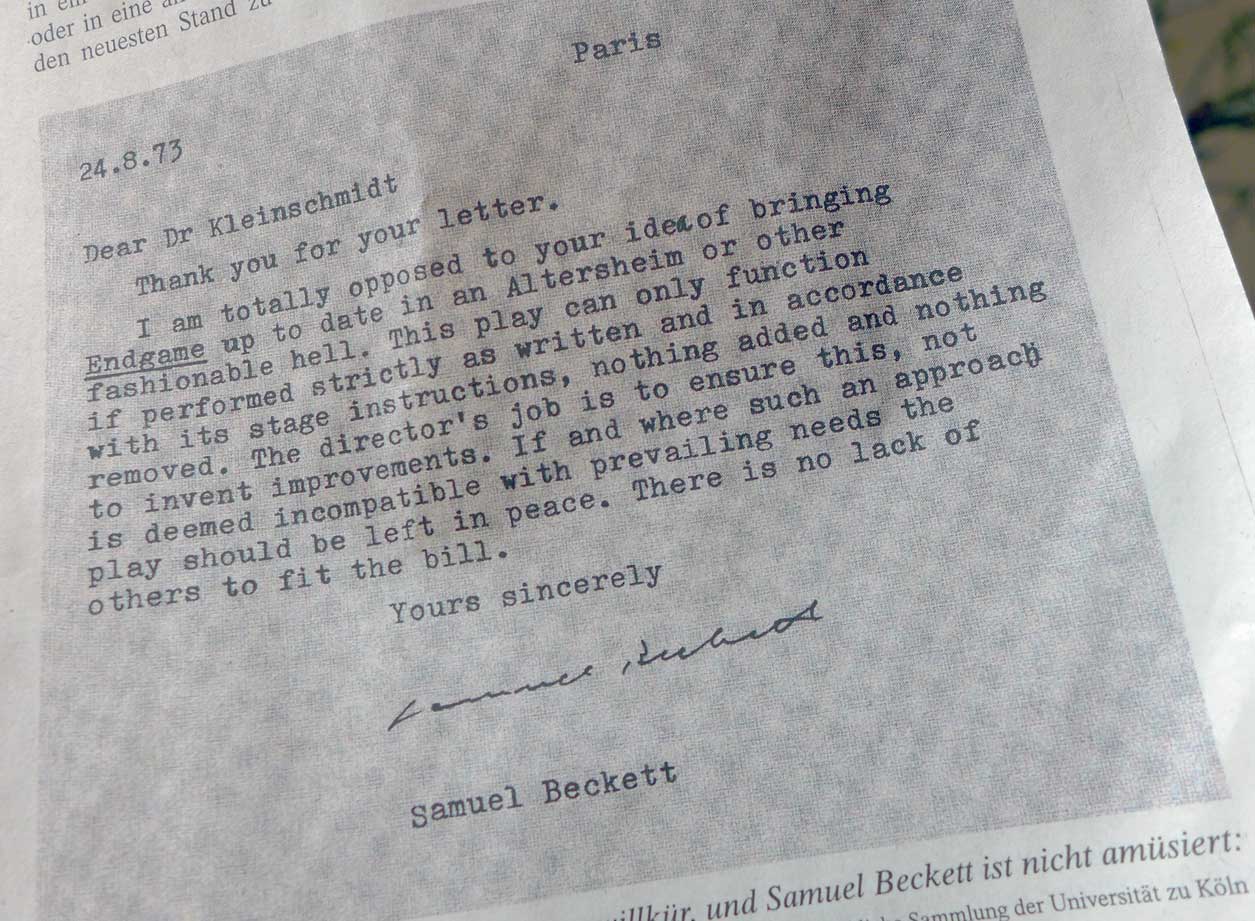 in
oder in eine
den neuesten Stand zu
Paris
24.8.73
Dear Dr Kleinschmidt
Thank you for your letter.
I am totally opposed to your idea of bringing
Endgame up to date in an Altersheim or other
fashionable hell. This play can only function
if performed strictly as written and in accordance
with its stage instructions, nothing added and nothing
removed. The director's job is to ensure this, not
to invent improvements. If and where such an approach
is deemed incompatible with prevailing needs the
play should be left in peace. There is no lack of
others to fit the bill.
Yours sincerely
Samuel Beckett
Samuel Beckett
und Samuel Beckett ist nicht amüsiert:
Sammlung der Universität zu Köln